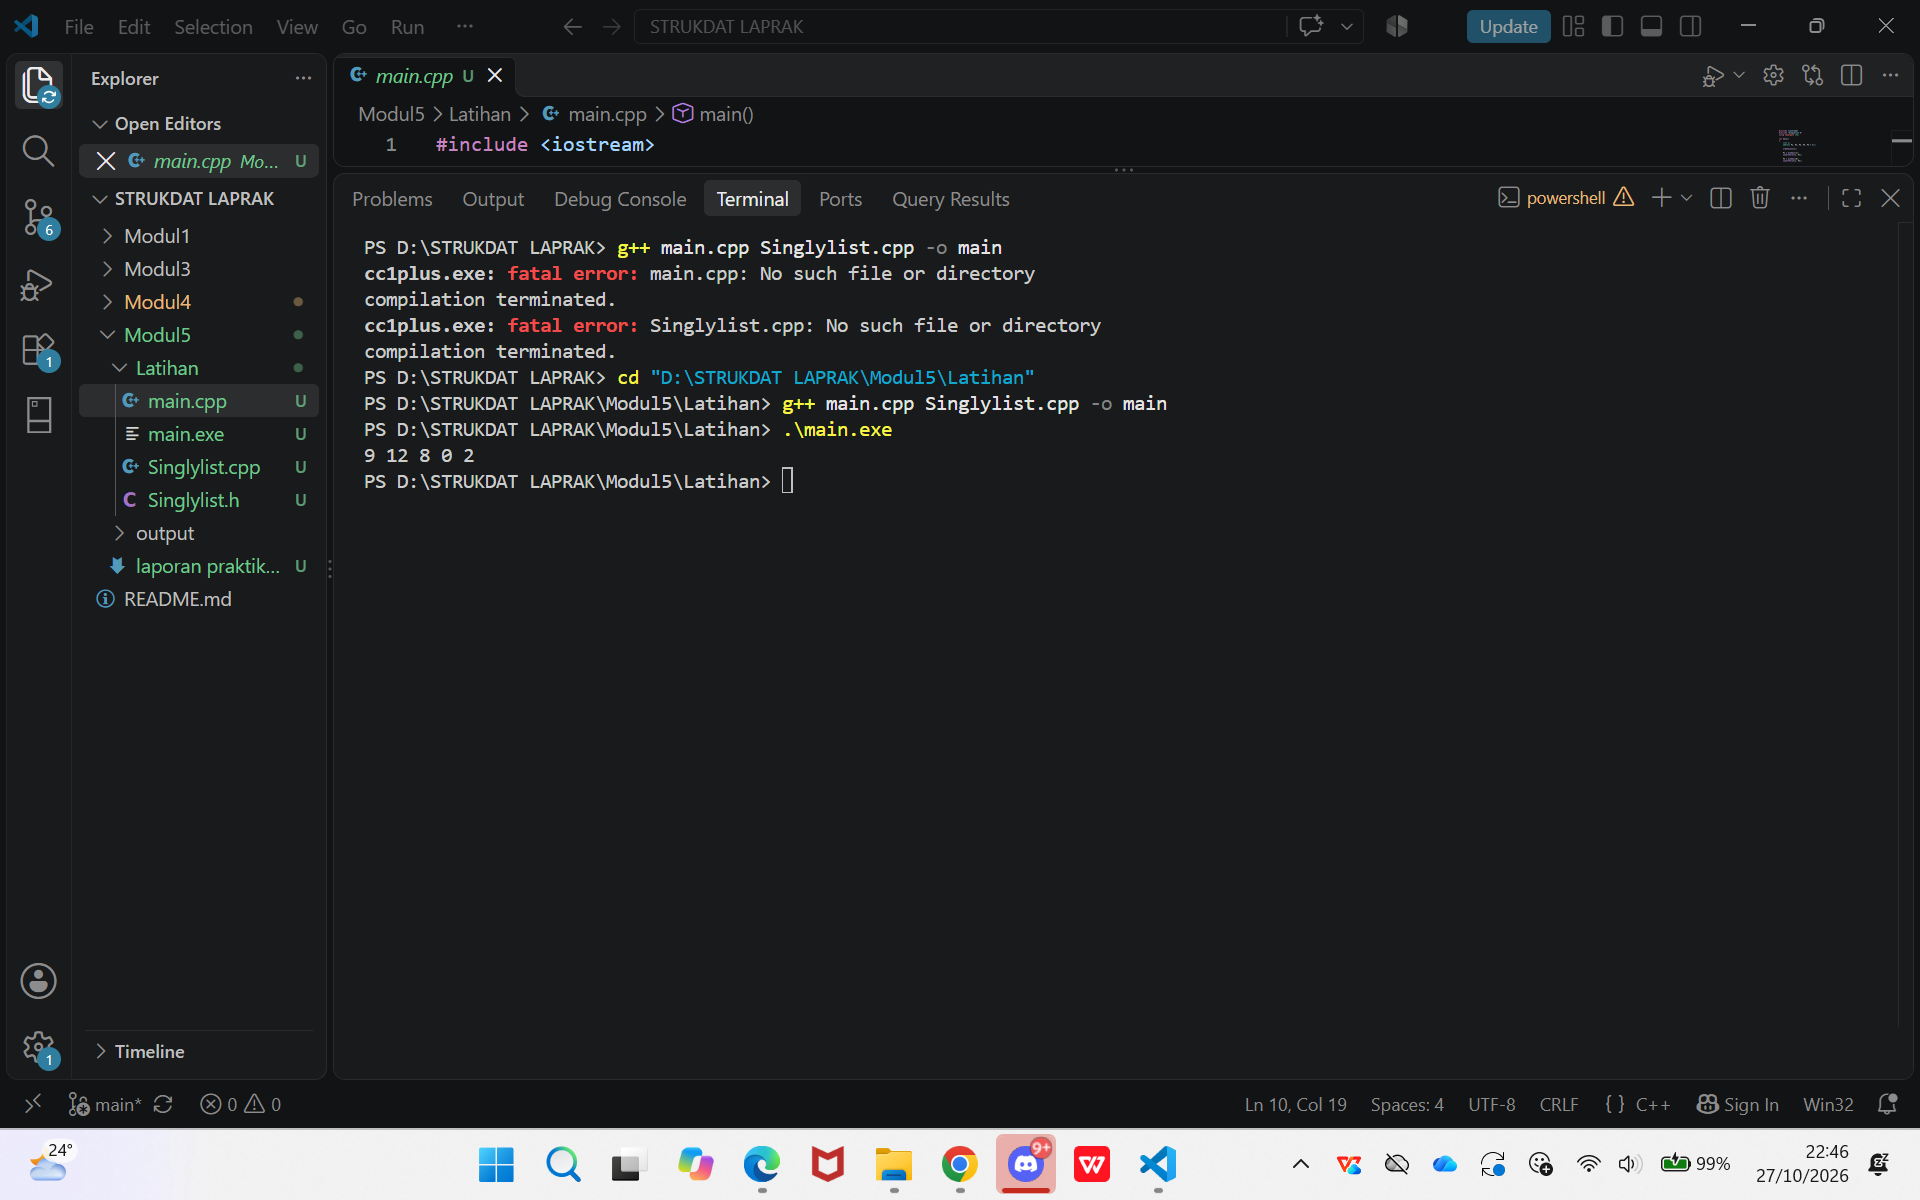 File Edit Selection View Go Run ··· STRUKDAT LAPRAK Update
Explorer ···
Open Editors
main.cpp Mo... U
STRUKDAT LAPRAK
Modul1
Modul3
Modul4
Modul5
Latihan
main.cpp U
main.exe U
Singlylist.cpp U
Singlylist.h U
output
laporan praktik... U
README.md
Timeline
6
1
1
main.cpp U
Modul5 > Latihan > main.cpp > main()
1 #include <iostream>
Problems Output Debug Console Terminal Ports Query Results powershell
PS D:\STRUKDAT LAPRAK> g++ main.cpp Singlylist.cpp -o main
cc1plus.exe: fatal error: main.cpp: No such file or directory
compilation terminated.
cc1plus.exe: fatal error: Singlylist.cpp: No such file or directory
compilation terminated.
PS D:\STRUKDAT LAPRAK> cd "D:\STRUKDAT LAPRAK\Modul5\Latihan"
PS D:\STRUKDAT LAPRAK\Modul5\Latihan> g++ main.cpp Singlylist.cpp -o main
PS D:\STRUKDAT LAPRAK\Modul5\Latihan> .\main.exe
9 12 8 0 2
PS D:\STRUKDAT LAPRAK\Modul5\Latihan>
main* 0 0 Ln 10, Col 19 Spaces: 4 UTF-8 CRLF { } C++ Sign In Win32
24° 9+ 99% 22:46
27/10/2026